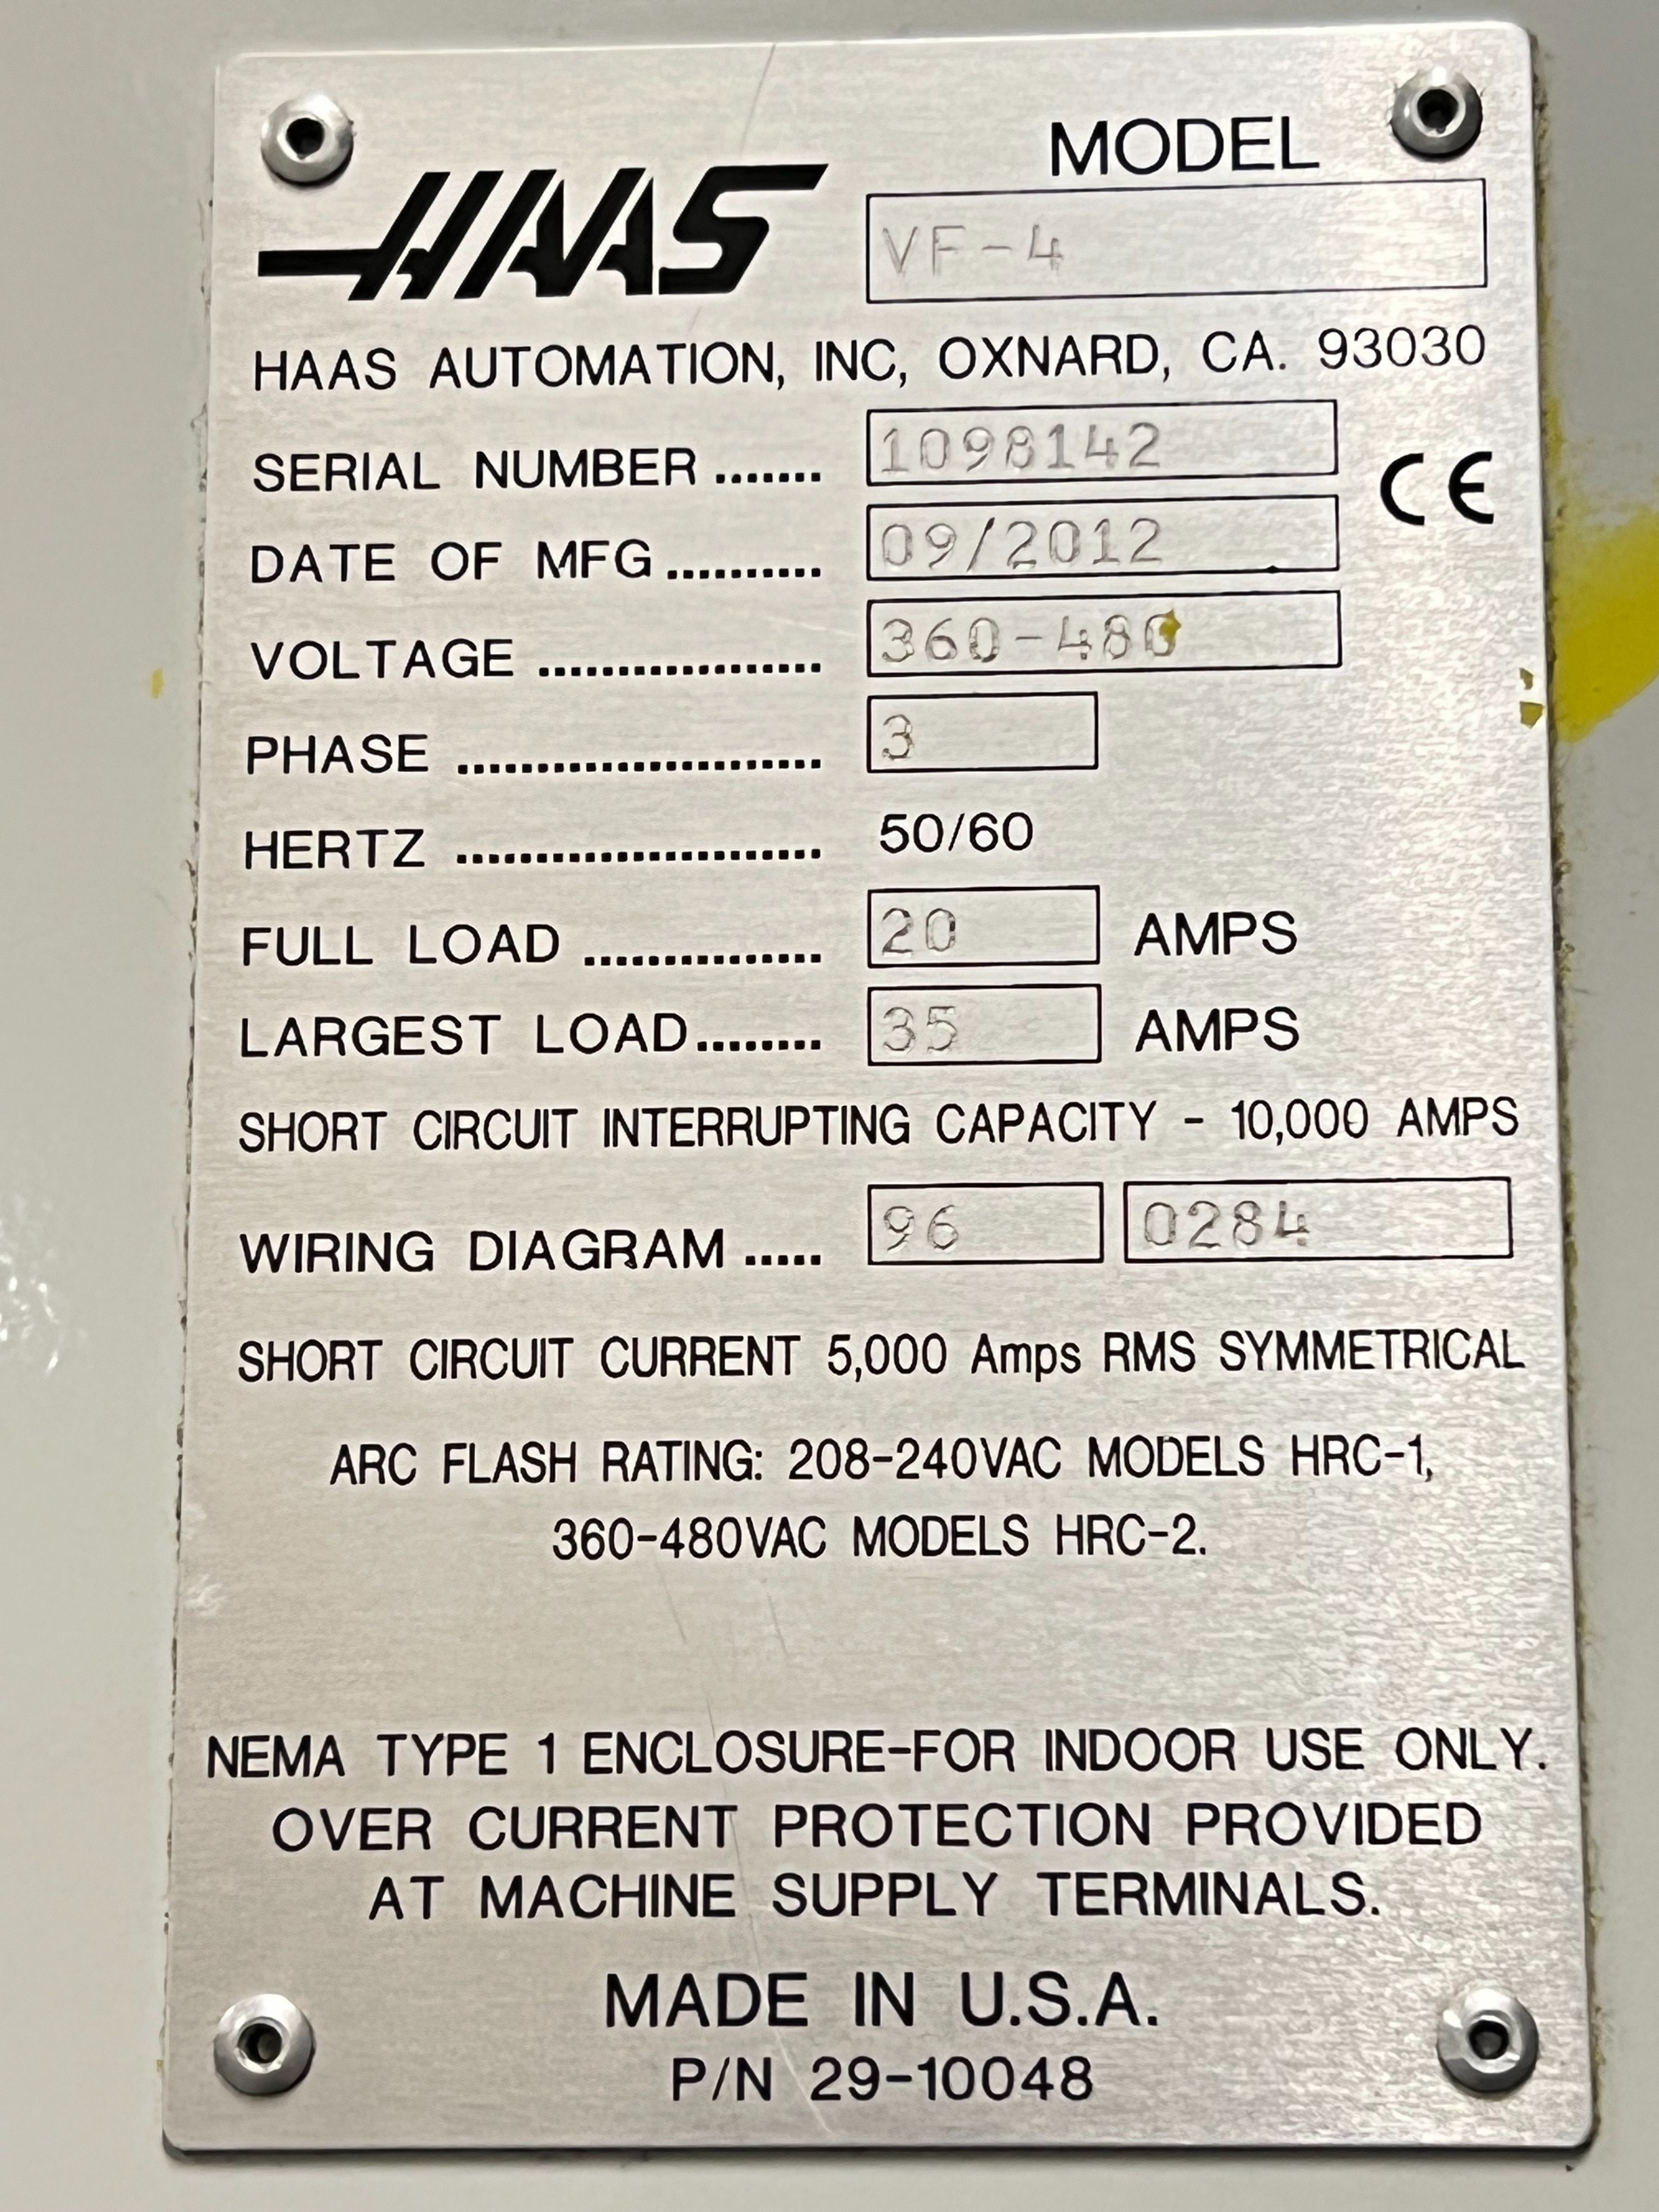 MODEL
HAAS VF-4
HAAS AUTOMATION, INC, OXNARD, CA. 93030
SERIAL NUMBER ....... 1098142
CE
DATE OF MFG .......... 09/2012
VOLTAGE .................. 360-480
PHASE ....................... 3
HERTZ ....................... 50/60
FULL LOAD ............... 20 AMPS
LARGEST LOAD ........ 35 AMPS
SHORT CIRCUIT INTERRUPTING CAPACITY - 10,000 AMPS
WIRING DIAGRAM ..... 96 0284
SHORT CIRCUIT CURRENT 5,000 Amps RMS SYMMETRICAL
ARC FLASH RATING: 208-240VAC MODELS HRC-1,
360-480VAC MODELS HRC-2.
NEMA TYPE 1 ENCLOSURE-FOR INDOOR USE ONLY.
OVER CURRENT PROTECTION PROVIDED
AT MACHINE SUPPLY TERMINALS.
MADE IN U.S.A.
P/N 29-10048